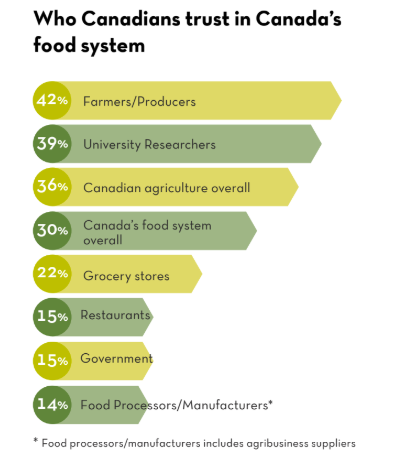 Who Canadians trust in Canada's
food system
42% Farmers/Producers
39% University Researchers
36% Canadian agriculture overall
30% Canada's food system
overall
22% Grocery stores
15% Restaurants
15% Government
14% Food Processors/Manufacturers*
* Food processors/manufacturers includes agribusiness suppliers